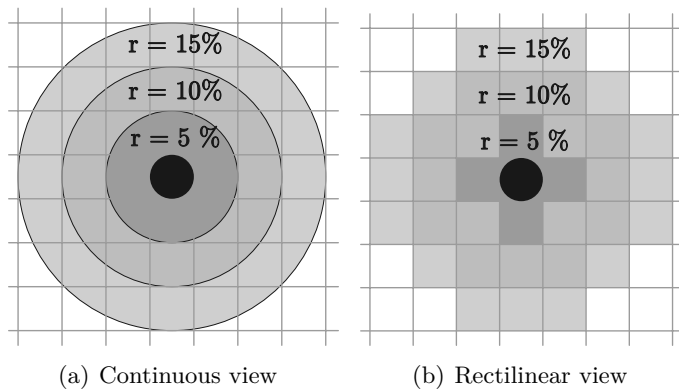 r = 15%
r = 10%
r = 5 %
(a) Continuous view
r = 15%
r = 10%
r = 5 %
(b) Rectilinear view